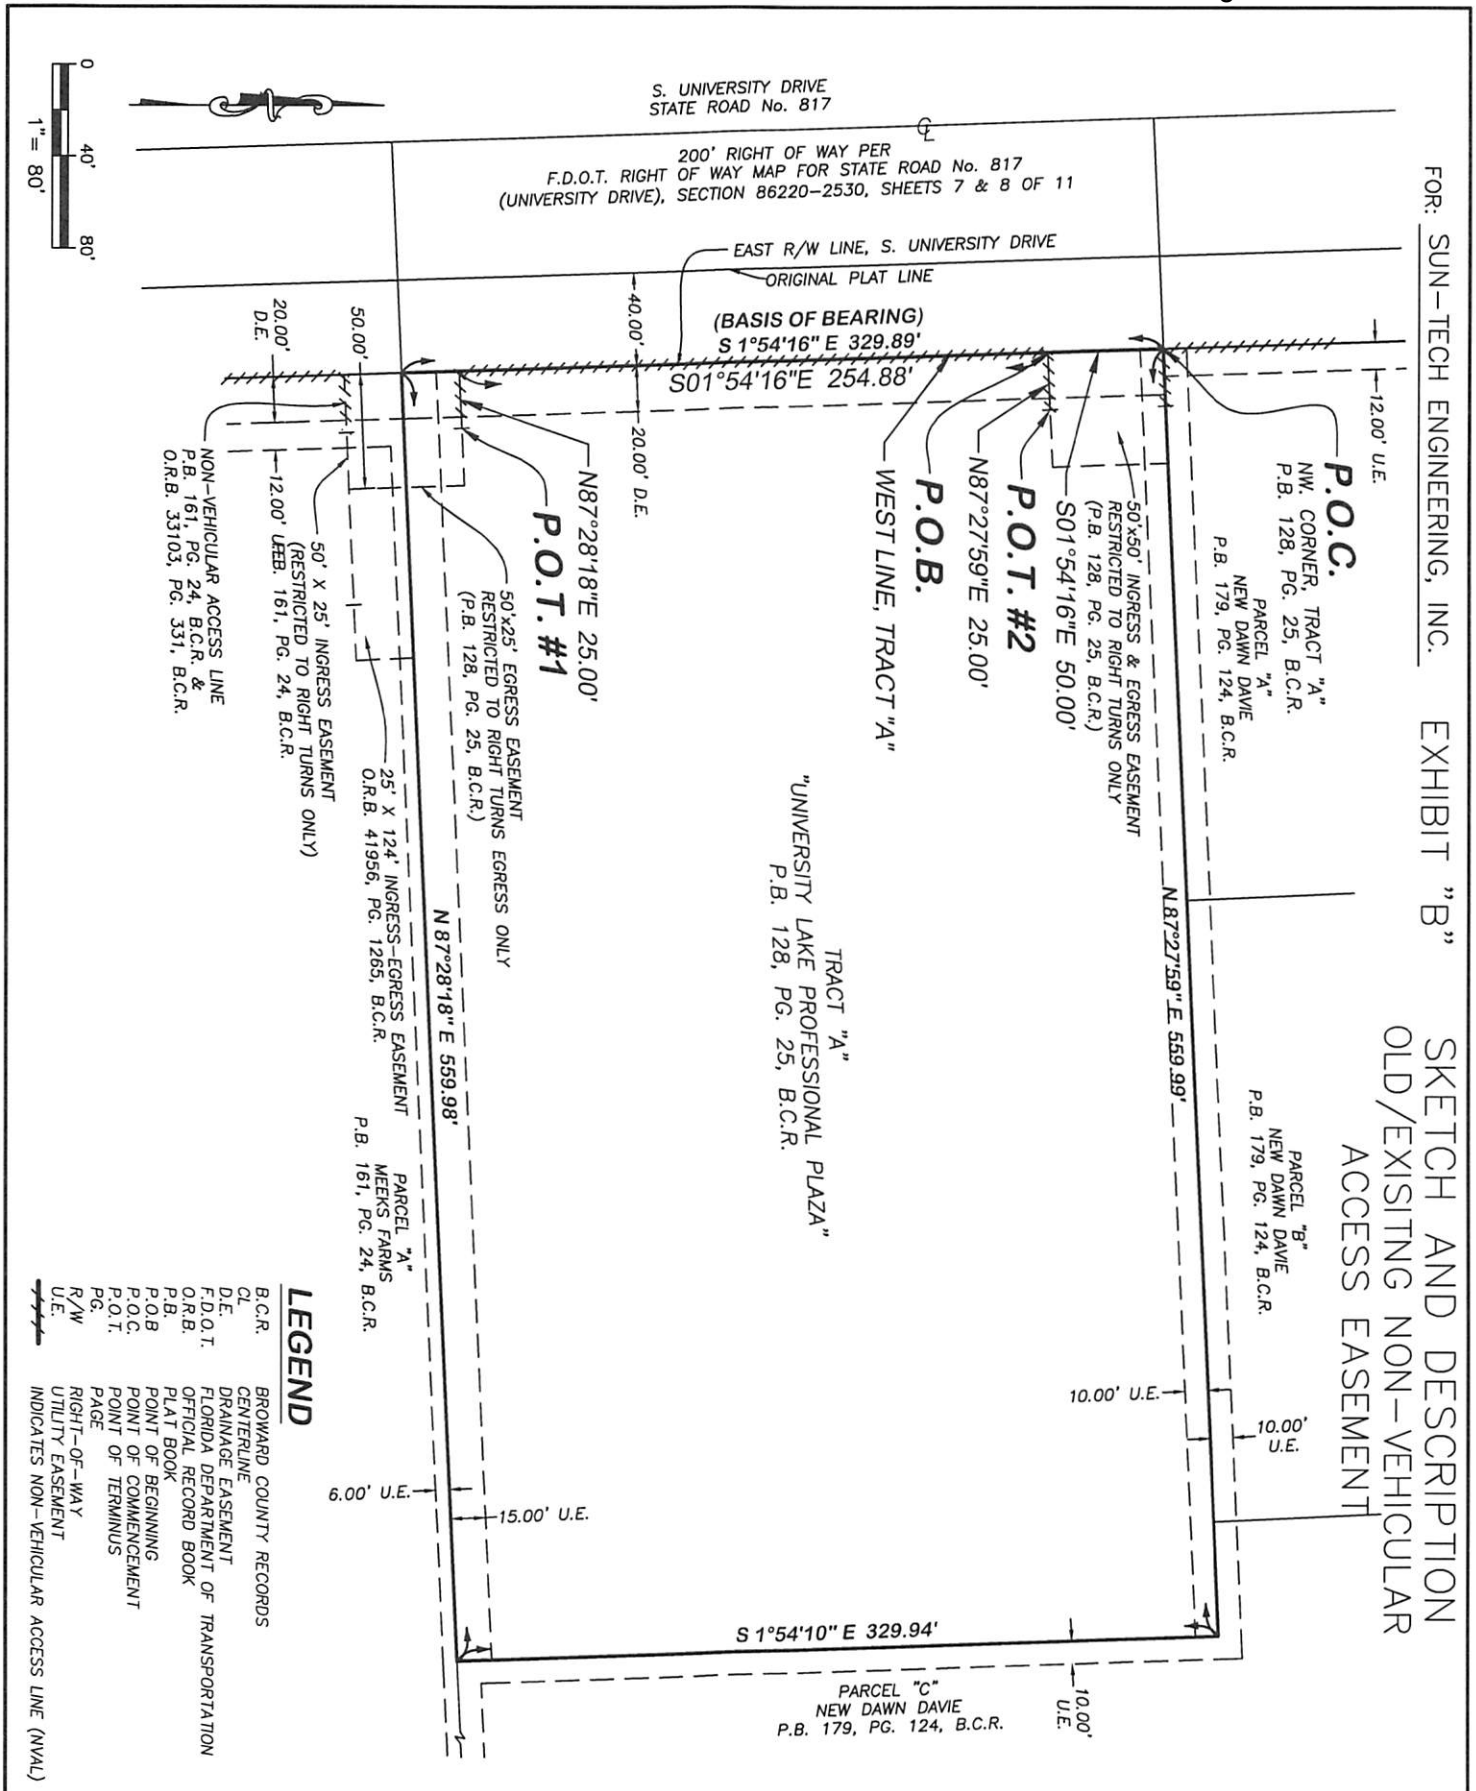 FOR: SUN-TECH ENGINEERING, INC.
EXHIBIT "B"
SKETCH AND DESCRIPTION
OLD/EXISITNG NON-VEHICULAR
ACCESS EASEMENT
0
40'
80'
1"= 80'
S. UNIVERSITY DRIVE
STATE ROAD No. 817
CL
200' RIGHT OF WAY PER
F.D.O.T. RIGHT OF WAY MAP FOR STATE ROAD No. 817
(UNIVERSITY DRIVE), SECTION 86220-2530, SHEETS 7 & 8 OF 11
EAST R/W LINE, S. UNIVERSITY DRIVE
ORIGINAL PLAT LINE
(BASIS OF BEARING)
S 1°54'16" E 329.89'
S01°54'16"E 254.88'
40.00'
20.00' D.E.
12.00' U.E.
P.O.C.
NW. CORNER, TRACT "A"
P.B. 128, PG. 25, B.C.R.
PARCEL "A"
NEW DAWN DAVIE
P.B. 179, PG. 124, B.C.R.
50'x50' INGRESS & EGRESS EASEMENT
RESTRICTED TO RIGHT TURNS ONLY
(P.B. 128, PG. 25, B.C.R.)
S01°54'16"E 50.00'
P.O.T. #2
N87°27'59"E 25.00'
P.O.B.
WEST LINE, TRACT "A"
N87°28'18"E 25.00'
P.O.T. #1
50'x25' EGRESS EASEMENT
RESTRICTED TO RIGHT TURNS EGRESS ONLY
(P.B. 128, PG. 25, B.C.R.)
50.00'
20.00'
D.E.
25' X 124' INGRESS-EGRESS EASEMENT
O.R.B. 41956, PG. 1265, B.C.R.
50' X 25' INGRESS EASEMENT
(RESTRICTED TO RIGHT TURNS ONLY)
P.B. 161, PG. 24, B.C.R.
12.00' U.E.
NON-VEHICULAR ACCESS LINE
P.B. 161, PG. 24, B.C.R. &
O.R.B. 33103, PG. 331, B.C.R.
TRACT "A"
"UNIVERSITY LAKE PROFESSIONAL PLAZA"
P.B. 128, PG. 25, B.C.R.
N 87°27'59" E 559.99'
N 87°28'18" E 559.98'
PARCEL "B"
NEW DAWN DAVIE
P.B. 179, PG. 124, B.C.R.
PARCEL "A"
MEEKS FARMS
P.B. 161, PG. 24, B.C.R.
10.00' U.E.
10.00'
U.E.
6.00' U.E.
15.00' U.E.
S 1°54'10" E 329.94'
10.00'
U.E.
PARCEL "C"
NEW DAWN DAVIE
P.B. 179, PG. 124, B.C.R.
LEGEND
B.C.R. BROWARD COUNTY RECORDS
CL CENTERLINE
D.E. DRAINAGE EASEMENT
F.D.O.T. FLORIDA DEPARTMENT OF TRANSPORTATION
O.R.B. OFFICIAL RECORD BOOK
P.B. PLAT BOOK
P.O.B POINT OF BEGINNING
P.O.C. POINT OF COMMENCEMENT
P.O.T. POINT OF TERMINUS
PG. PAGE
R/W RIGHT-OF-WAY
U.E. UTILITY EASEMENT
INDICATES NON-VEHICULAR ACCESS LINE (NVAL)